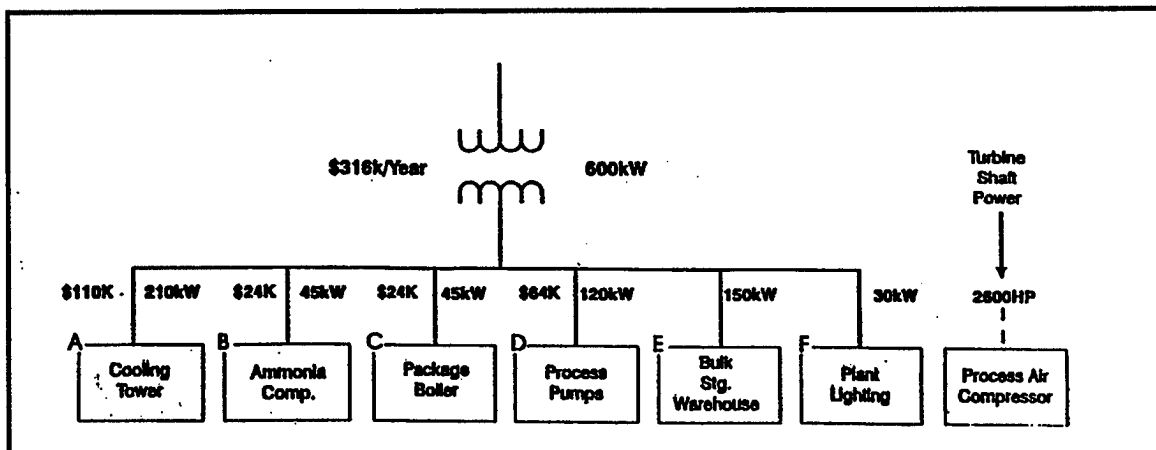 $316k/Year
600kW
Turbine
Shaft
Power
$110K
210kW
$24K
45kW
$24K
45kW
$64K
120kW
150kW
30kW
2600HP
A
Cooling
Tower
B
Ammonia
Comp.
C
Package
Boiler
D
Process
Pumps
E
Bulk
Stg.
Warehouse
F
Plant
Lighting
Process Air
Compressor